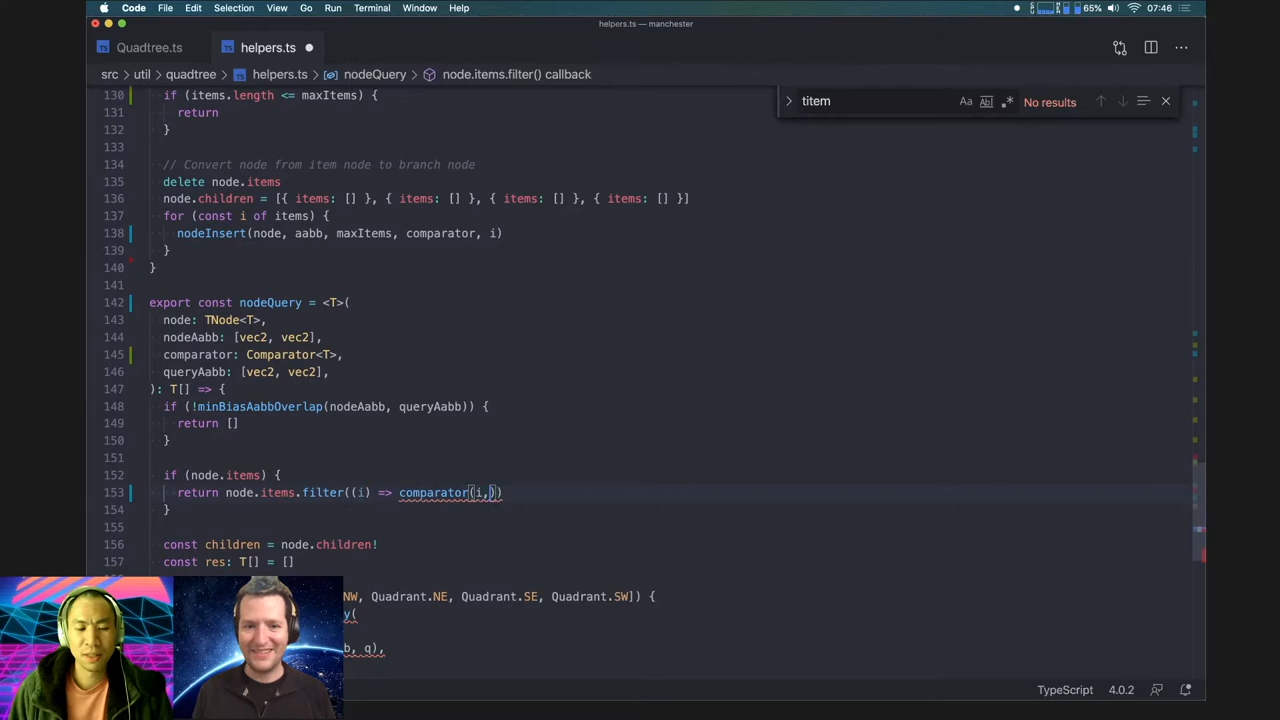 Code File Edit Selection View Go Run Terminal Window Help 65% 07:46
helpers.ts — manchester
TS Quadtree.ts TS helpers.ts
src > util > quadtree > TS helpers.ts > nodeQuery > node.items.filter() callback
titem Aa Abl No results
130 if (items.length <= maxItems) {
131 return
132 }
133
134 // Convert node from item node to branch node
135 delete node.items
136 node.children = [{ items: [] }, { items: [] }, { items: [] }, { items: [] }]
137 for (const i of items) {
138 nodeInsert(node, aabb, maxItems, comparator, i)
139 }
140 }
141
142 export const nodeQuery = <T>(
143 node: TNode<T>,
144 nodeAabb: [vec2, vec2],
145 comparator: Comparator<T>,
146 queryAabb: [vec2, vec2],
147 ): T[] => {
148 if (!minBiasAabbOverlap(nodeAabb, queryAabb)) {
149 return []
150 }
151
152 if (node.items) {
153 return node.items.filter((i) => comparator(i,))
154 }
155
156 const children = node.children!
157 const res: T[] = []
NW, Quadrant.NE, Quadrant.SE, Quadrant.SW]) {
y(
b, q),
TypeScript 4.0.2